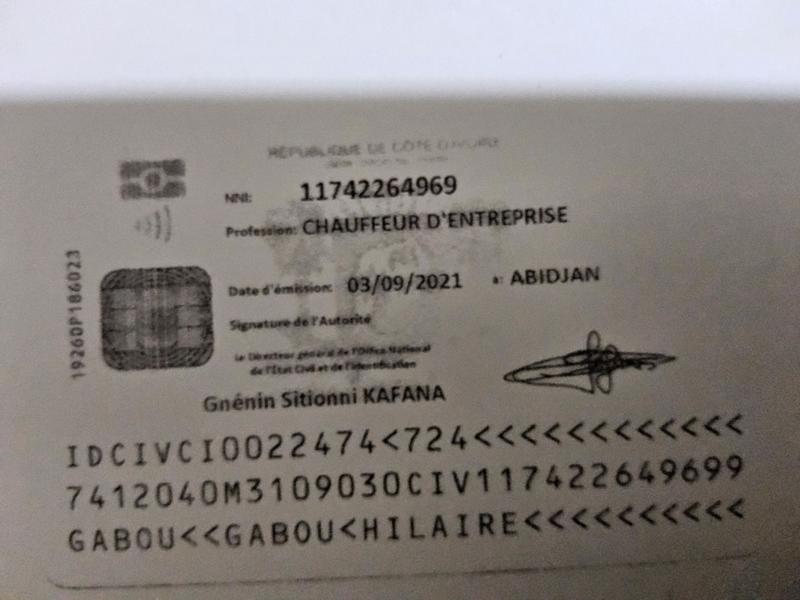 RÉPUBLIQUE DE CÔTE D'IVOIRE
NNI: 11742264969
Profession: CHAUFFEUR D'ENTREPRISE
Date d'émission: 03/09/2021 à: ABIDJAN
Signature de l'Autorité
Le Directeur général de l'Office National
de l'État Civil et de l'Identification
Gnénin Sitionni KAFANA
19260P186023
IDCIVCI0022474<724<<<<<<<<<<<<
7412040M3109030CIV117422649699
GABOU<<GABOU<HILAIRE<<<<<<<<<<